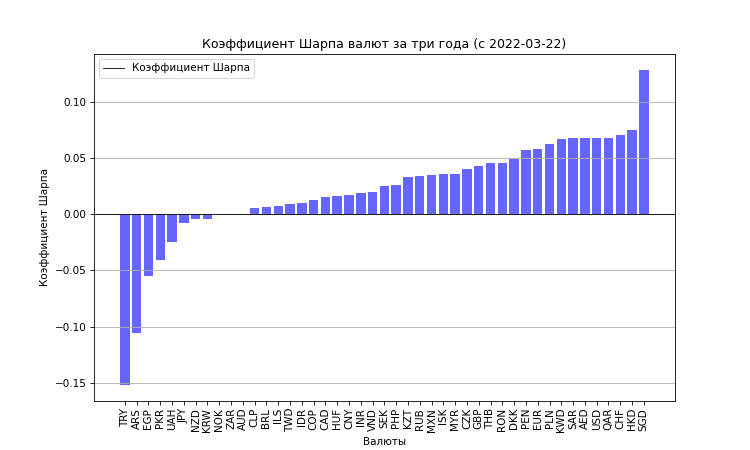 Коэффициент Шарпа валют за три года (с 2022-03-22)
Коэффициент Шарпа
0.10
0.05
0.00
−0.05
−0.10
−0.15
Коэффициент Шарпа
TRY
ARS
EGP
PKR
UAH
JPY
NZD
KRW
NOK
ZAR
AUD
CLP
BRL
ILS
TWD
IDR
COP
CAD
HUF
CNY
INR
VND
SEK
PHP
KZT
RUB
MXN
ISK
MYR
CZK
GBP
THB
RON
DKK
PEN
EUR
PLN
KWD
SAR
AED
USD
QAR
CHF
HKD
SGD
Валюты